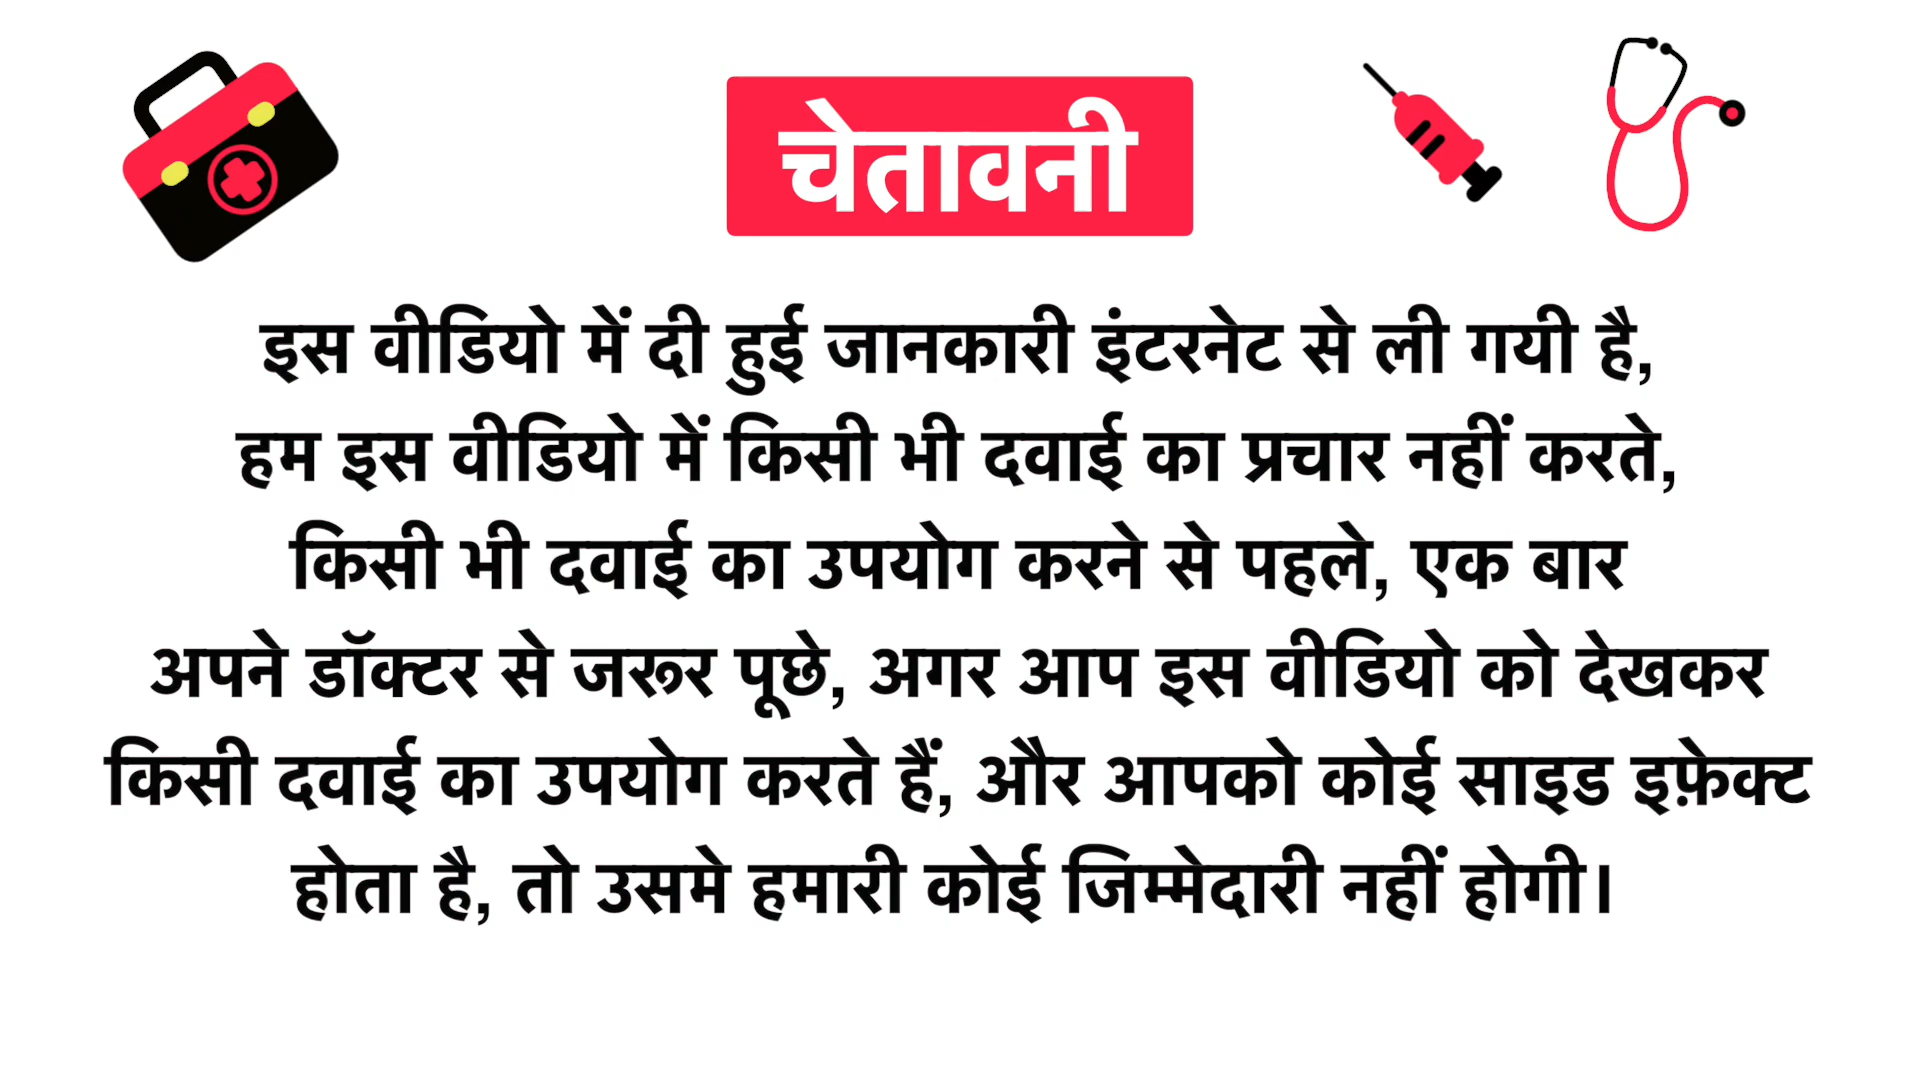 चेतावनी
इस वीडियो में दी हुई जानकारी इंटरनेट से ली गयी है,
हम इस वीडियो में किसी भी दवाई का प्रचार नहीं करते,
किसी भी दवाई का उपयोग करने से पहले, एक बार
अपने डॉक्टर से जरूर पूछे, अगर आप इस वीडियो को देखकर
किसी दवाई का उपयोग करते हैं, और आपको कोई साइड इफ़ेक्ट
होता है, तो उसमे हमारी कोई जिम्मेदारी नहीं होगी।